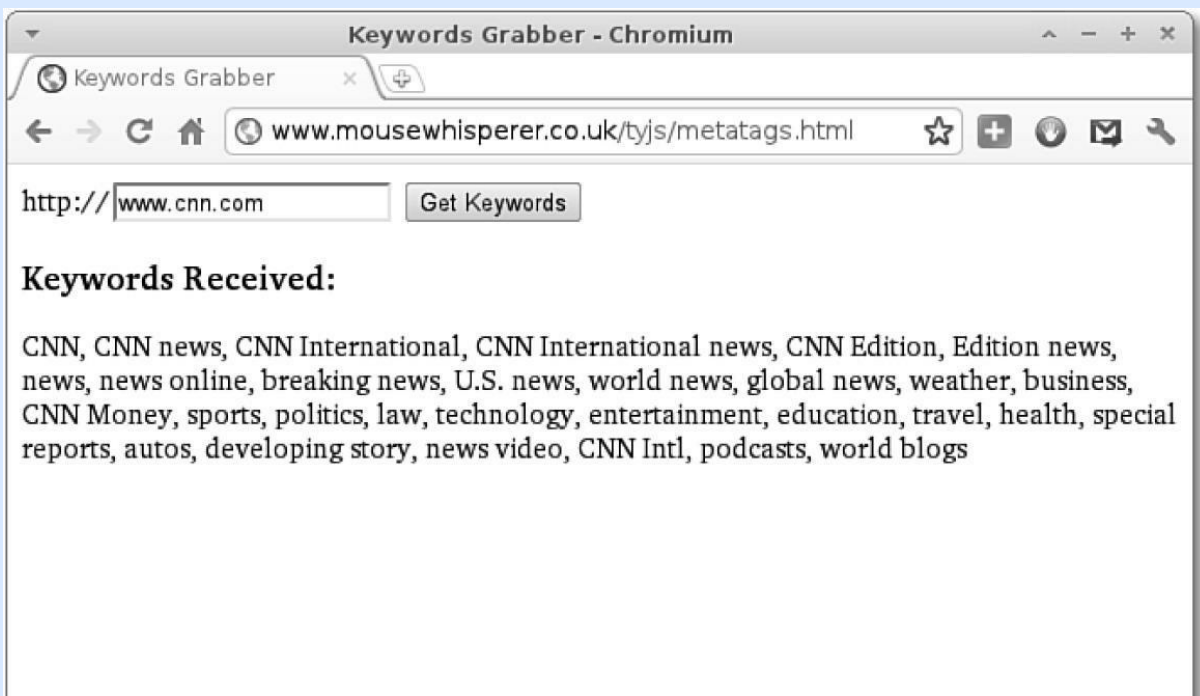 Keywords Grabber - Chromium
Keywords Grabber
www.mousewhisperer.co.uk/tyjs/metatags.html
http:// www.cnn.com Get Keywords
Keywords Received:
CNN, CNN news, CNN International, CNN International news, CNN Edition, Edition news,
news, news online, breaking news, U.S. news, world news, global news, weather, business,
CNN Money, sports, politics, law, technology, entertainment, education, travel, health, special
reports, autos, developing story, news video, CNN Intl, podcasts, world blogs